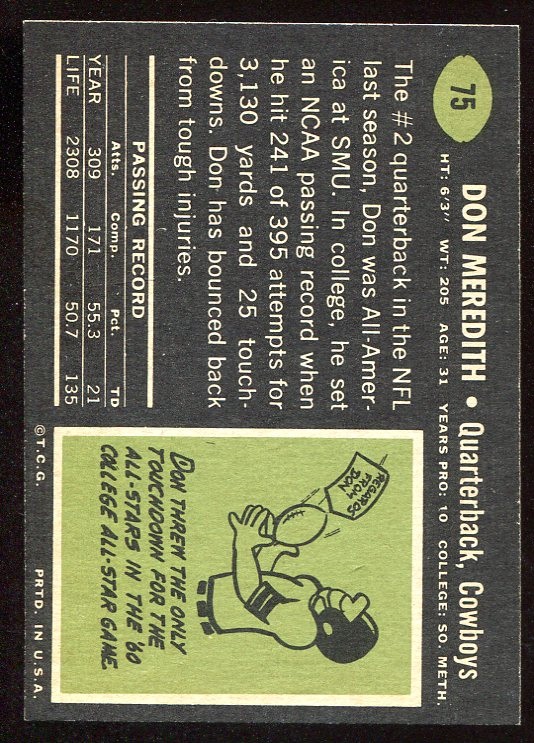 75
DON MEREDITH • Quarterback, Cowboys
HT: 6'3" WT: 205 AGE: 31 YEARS PRO: 10 COLLEGE: SO. METH.
The #2 quarterback in the NFL
last season, Don was All-Amer-
ica at SMU. In college, he set
an NCAA passing record when
he hit 241 of 395 attempts for
3,130 yards and 25 touch-
downs. Don has bounced back
from tough injuries.
PASSING RECORD
Atts. Comp. Pct. TD
YEAR 309 171 55.3 21
LIFE 2308 1170 50.7 135
REGARDS
FROM
DON
DON THREW THE ONLY
TOUCHDOWN FOR THE
ALL-STARS IN THE '60
COLLEGE ALL-STAR GAME.
©T.C.G. PRTD. IN U.S.A.